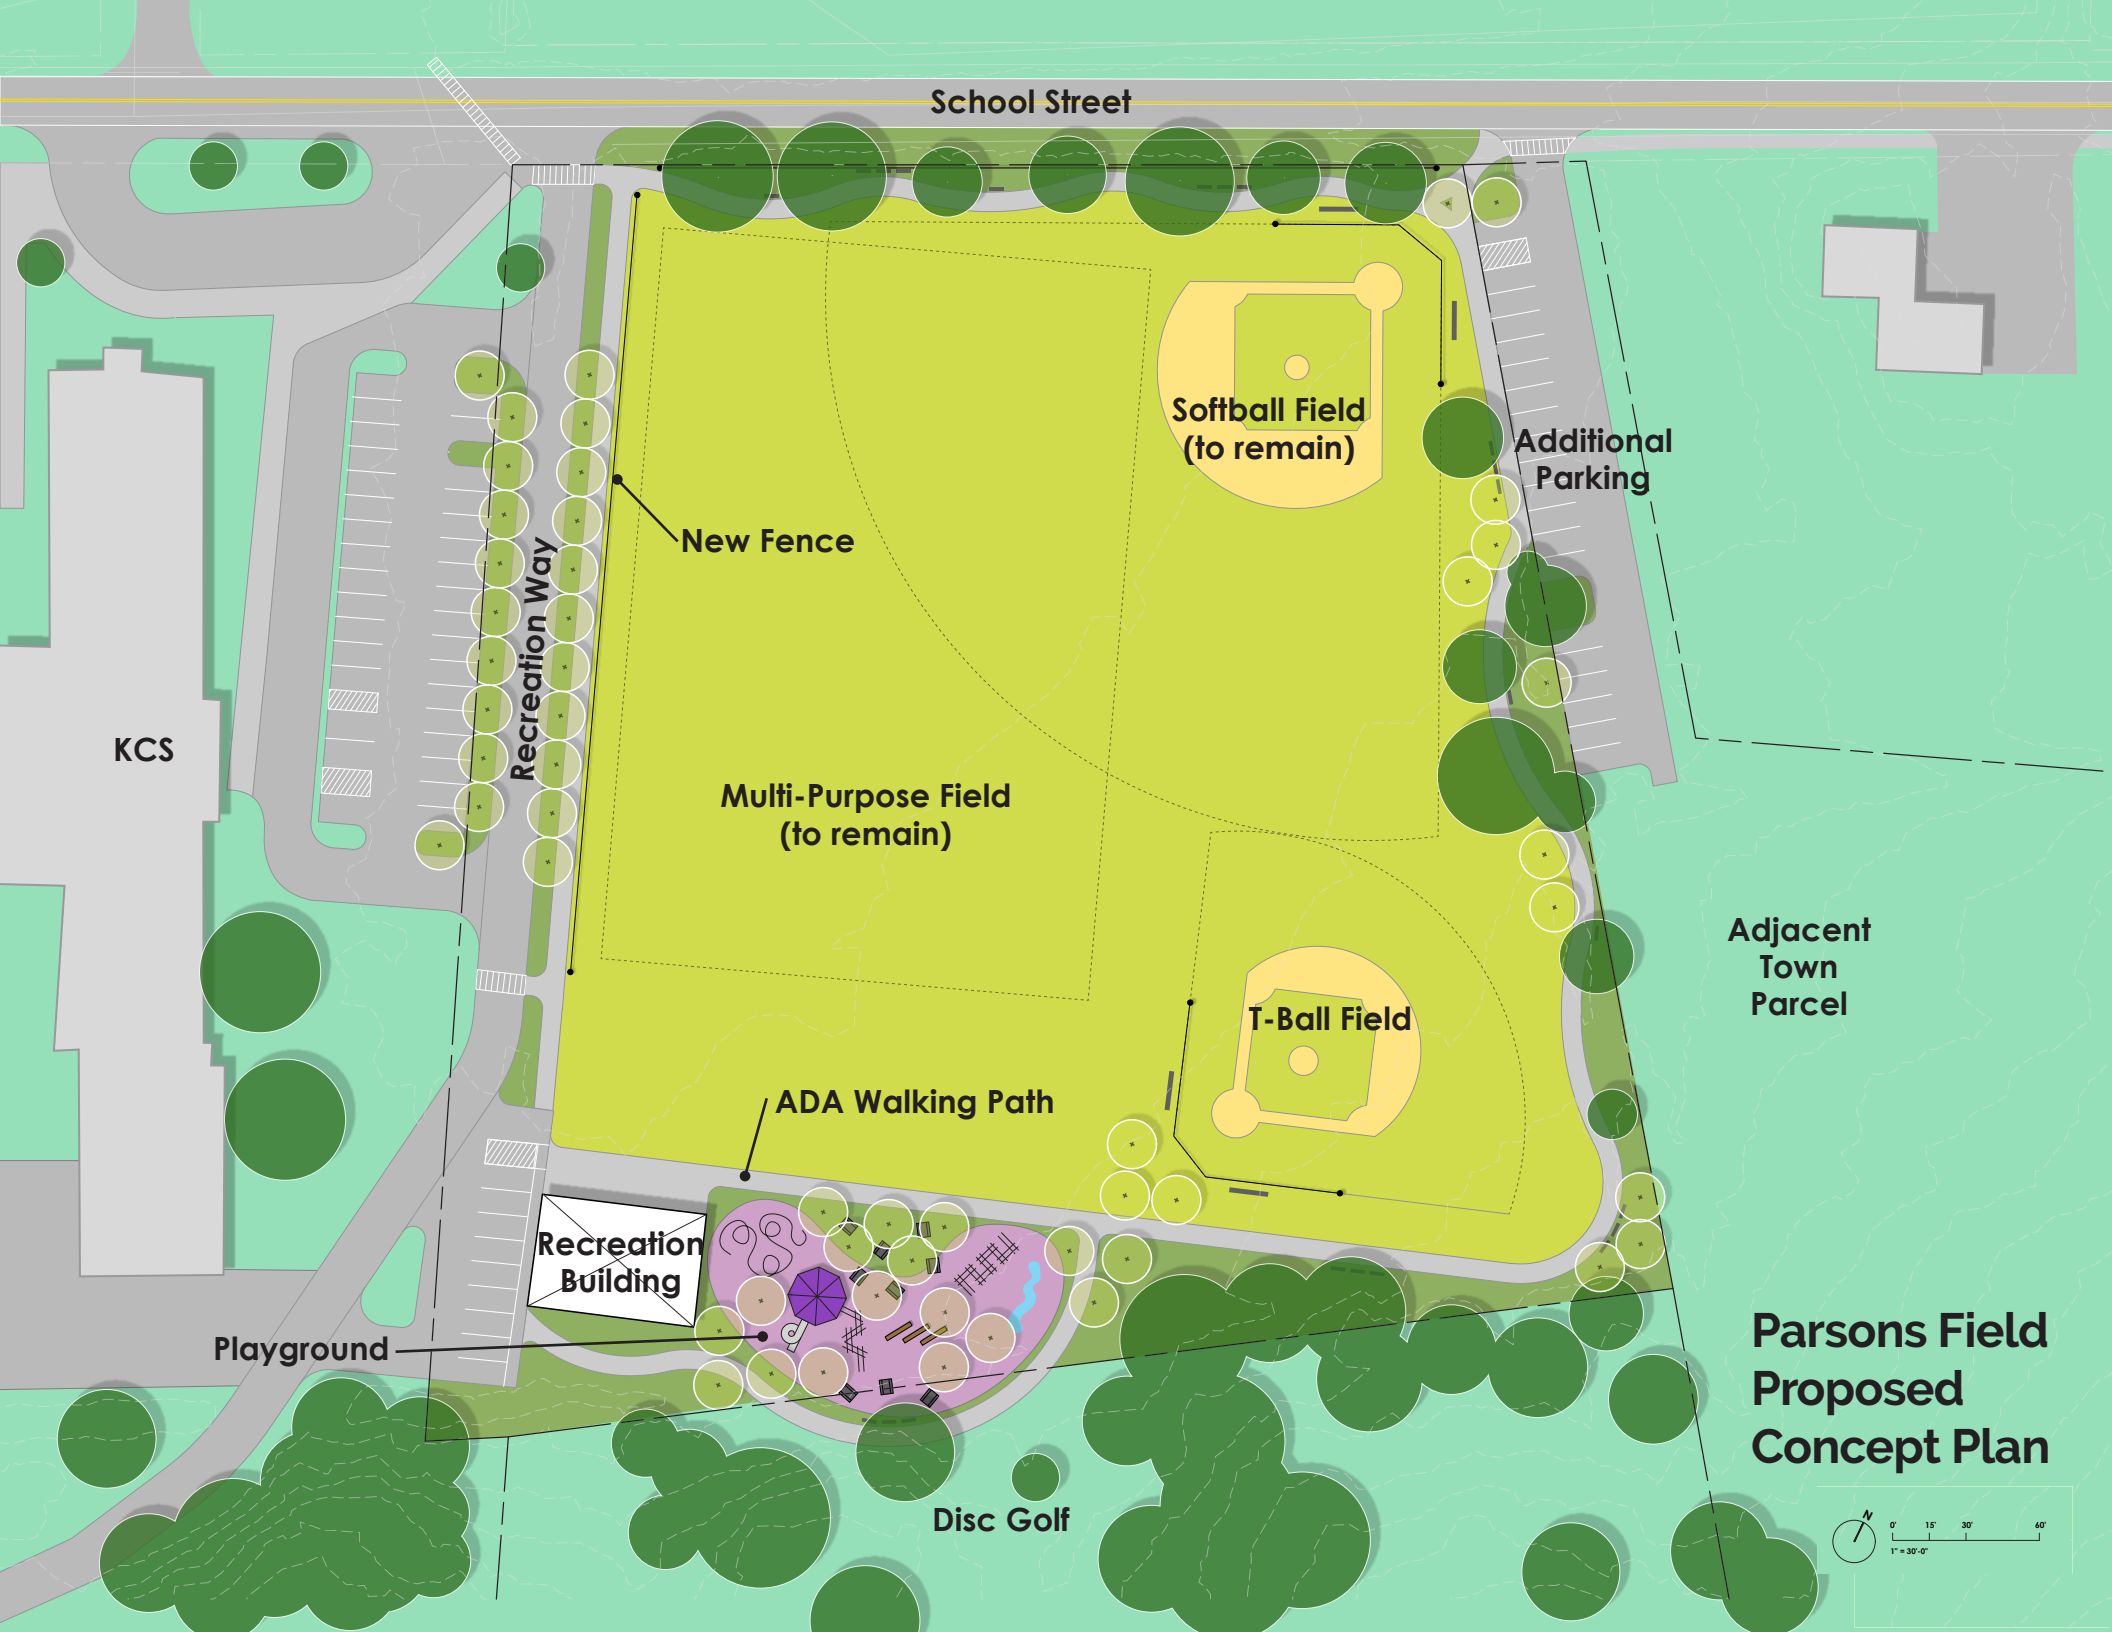 School Street
Softball Field
(to remain)
Additional
Parking
New Fence
Recreation Way
KCS
Multi-Purpose Field
(to remain)
Adjacent
Town
Parcel
T-Ball Field
ADA Walking Path
Recreation
Building
Playground
Disc Golf
Parsons Field
Proposed
Concept Plan
N
0' 15' 30' 60'
1" = 30'-0"